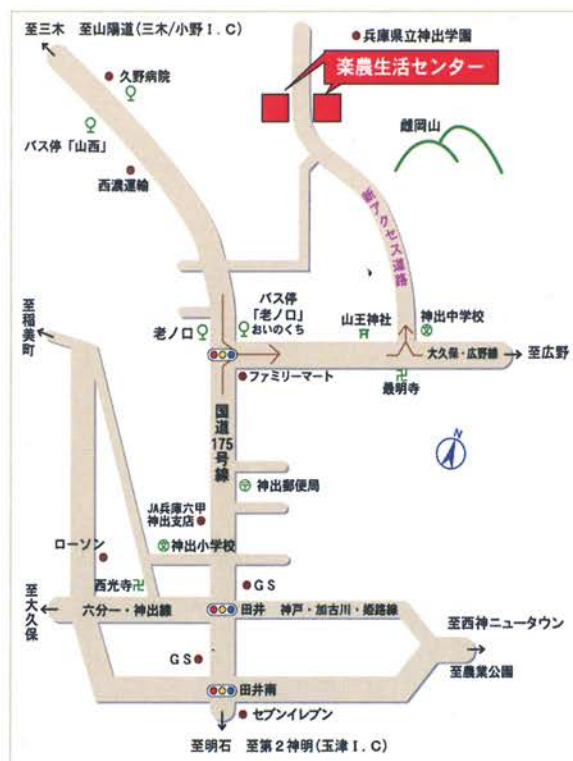 至三木 至山陽道(三木/小野I.C)
兵庫県立神出学園
久野病院
楽農生活センター
バス停「山西」
雌岡山
西濃運輸
新アクセス道路
至稲美町
バス停
「老ノロ」
おいのくち
老ノロ
山王神社
神出中学校
大久保・広野線
至広野
最明寺
ファミリーマート
国道175号線
N
神出郵便局
JA兵庫六甲
神出支店
神出小学校
ローソン
西光寺
GS
至大久保
六分一・神出線
田井
神戸・加古川・姫路線
至西神ニュータウン
至農業公園
GS
田井南
セブンイレブン
至明石 至第2神明(玉津I.C)